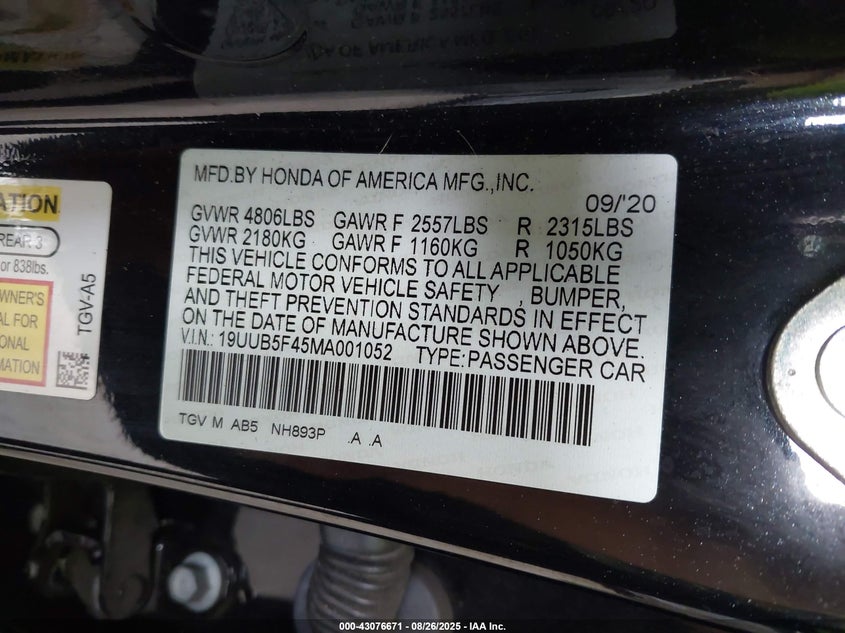 MFD.BY HONDA OF AMERICA MFG.,INC.
09/'20
GVWR 4806LBS GAWR F 2557LBS R 2315LBS
GVWR 2180KG GAWR F 1160KG R 1050KG
THIS VEHICLE CONFORMS TO ALL APPLICABLE
FEDERAL MOTOR VEHICLE SAFETY , BUMPER,
AND THEFT PREVENTION STANDARDS IN EFFECT
ON THE DATE OF MANUFACTURE SHOWN ABOVE.
V.I.N.: 19UUB5F45MA001052 TYPE:PASSENGER CAR
TGV M AB5 NH893P .A .A
REAR 3
or 838lbs.
OWNER'S
FOR
TGV-A5
000-43076671 - 08/26/2025 - IAA Inc.